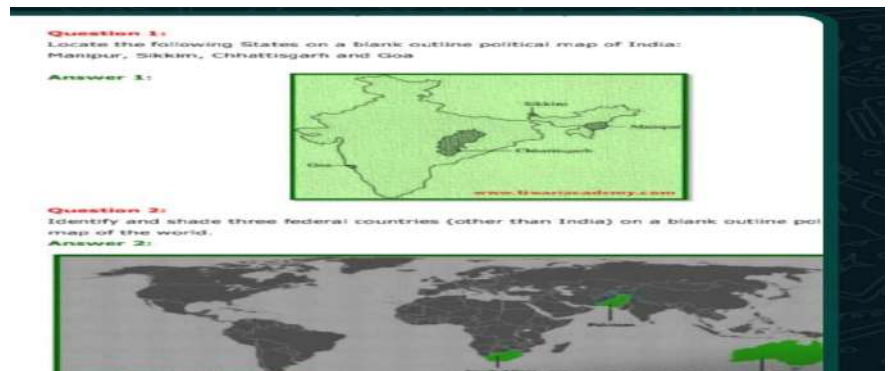 Question 1:
Locate the following States on a blank outline political map of India:
Manipur, Sikkim, Chhattisgarh and Goa
Answer 1:
Sikkim
Manipur
Chhattisgarh
Goa
www.tiwariacademy.com
Question 2:
Identify and shade three federal countries (other than India) on a blank outline pol
map of the world.
Answer 2:
Pakistan